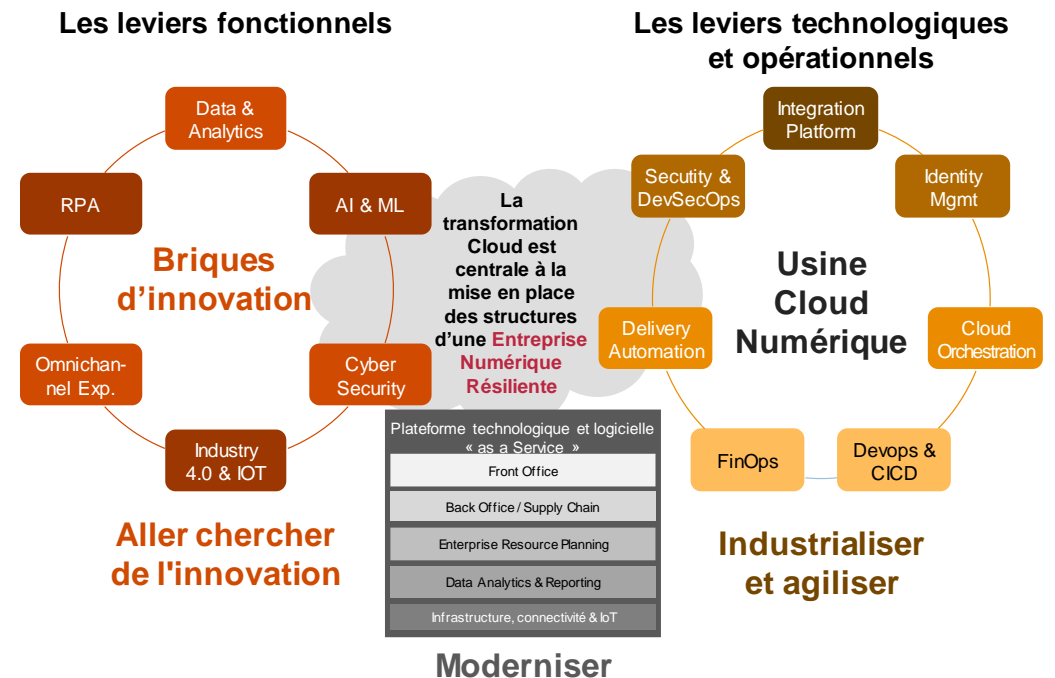 Les leviers fonctionnels
Les leviers technologiques
et opérationnels
Data &
Analytics
RPA
AI & ML
Briques
d’innovation
Omnichan-
nel Exp.
Cyber
Security
Industry
4.0 & IOT
Aller chercher
de l'innovation
La
transformation
Cloud est
centrale à la
mise en place
des structures
d’une Entreprise
Numérique
Résiliente
Plateforme technologique et logicielle
« as a Service »
Front Office
Back Office / Supply Chain
Enterprise Resource Planning
Data Analytics & Reporting
Infrastructure, connectivité & IoT
Moderniser
Integration
Platform
Secutity &
DevSecOps
Identity
Mgmt
Usine
Cloud
Numérique
Delivery
Automation
Cloud
Orchestration
FinOps
Devops &
CICD
Industrialiser
et agiliser